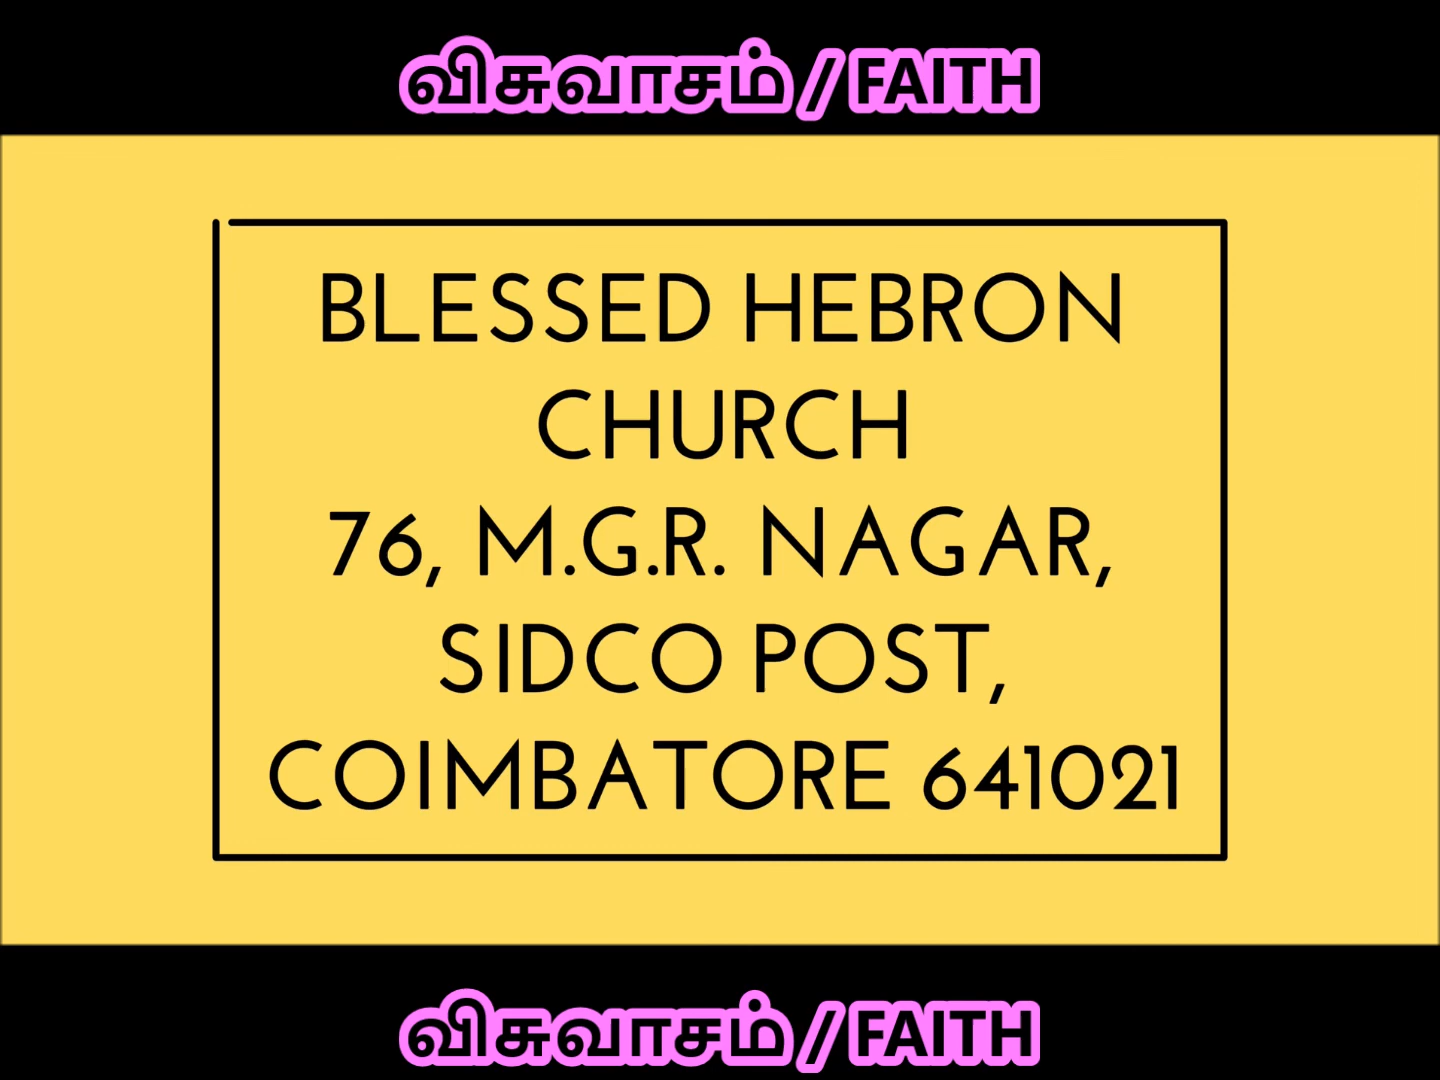 விசுவாசம்/FAITH
BLESSED HEBRON
CHURCH
76, M.G.R. NAGAR,
SIDCO POST,
COIMBATORE 641021
விசுவாசம்/FAITH